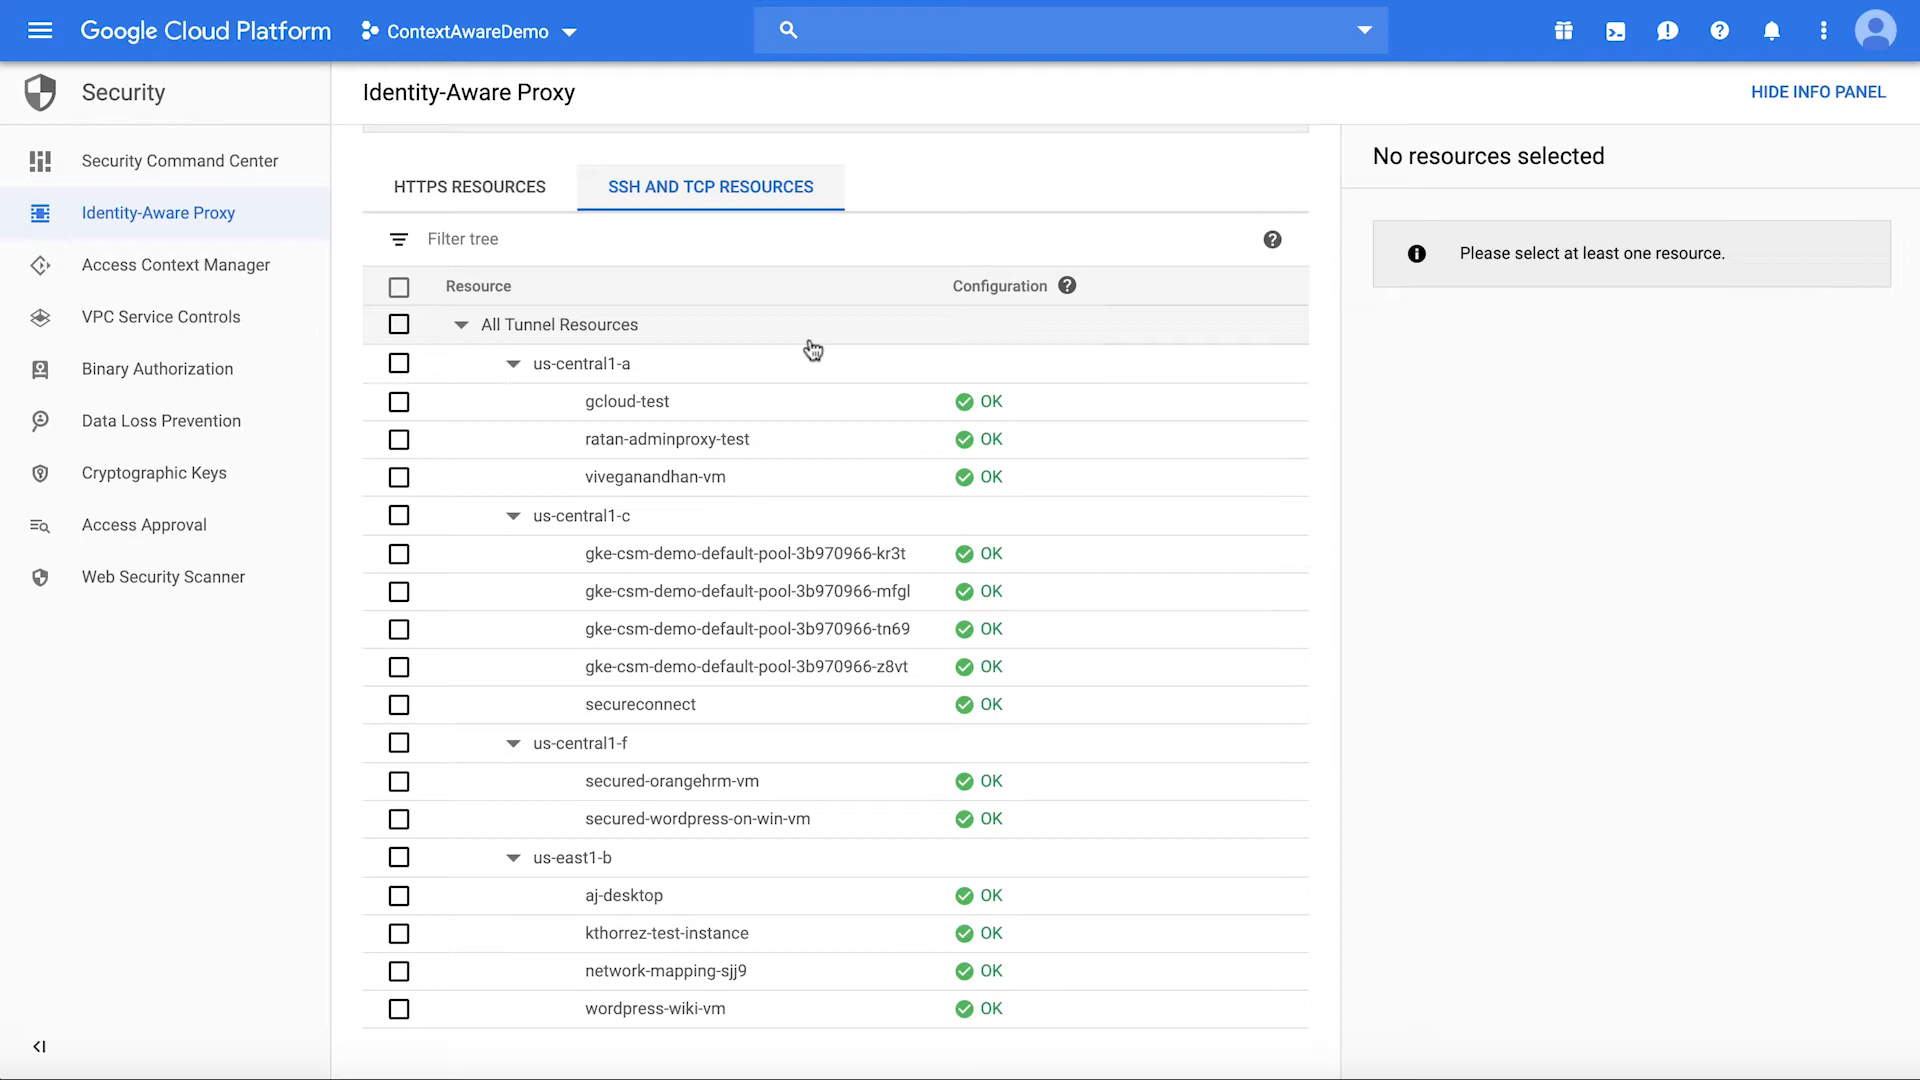 Google Cloud Platform
ContextAwareDemo
Security
Identity-Aware Proxy
HIDE INFO PANEL
Security Command Center
Identity-Aware Proxy
Access Context Manager
VPC Service Controls
Binary Authorization
Data Loss Prevention
Cryptographic Keys
Access Approval
Web Security Scanner
HTTPS RESOURCES
SSH AND TCP RESOURCES
Filter tree
Resource Configuration
All Tunnel Resources
us-central1-a
gcloud-test OK
ratan-adminproxy-test OK
viveganandhan-vm OK
us-central1-c
gke-csm-demo-default-pool-3b970966-kr3t OK
gke-csm-demo-default-pool-3b970966-mfgl OK
gke-csm-demo-default-pool-3b970966-tn69 OK
gke-csm-demo-default-pool-3b970966-z8vt OK
secureconnect OK
us-central1-f
secured-orangehrm-vm OK
secured-wordpress-on-win-vm OK
us-east1-b
aj-desktop OK
kthorrez-test-instance OK
network-mapping-sjj9 OK
wordpress-wiki-vm OK
No resources selected
Please select at least one resource.